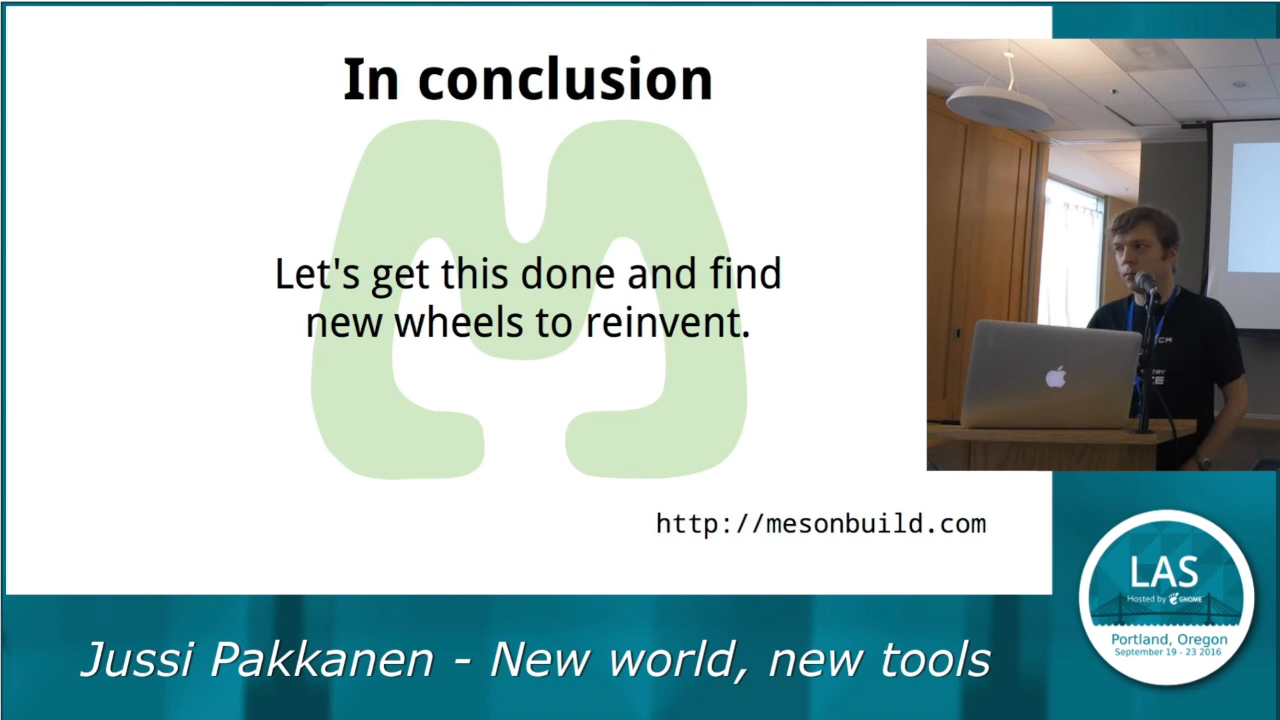 In conclusion
Let's get this done and find
new wheels to reinvent.
http://mesonbuild.com
LAS
Hosted by GNOME
Portland, Oregon
September 19 - 23 2016
Jussi Pakkanen - New world, new tools